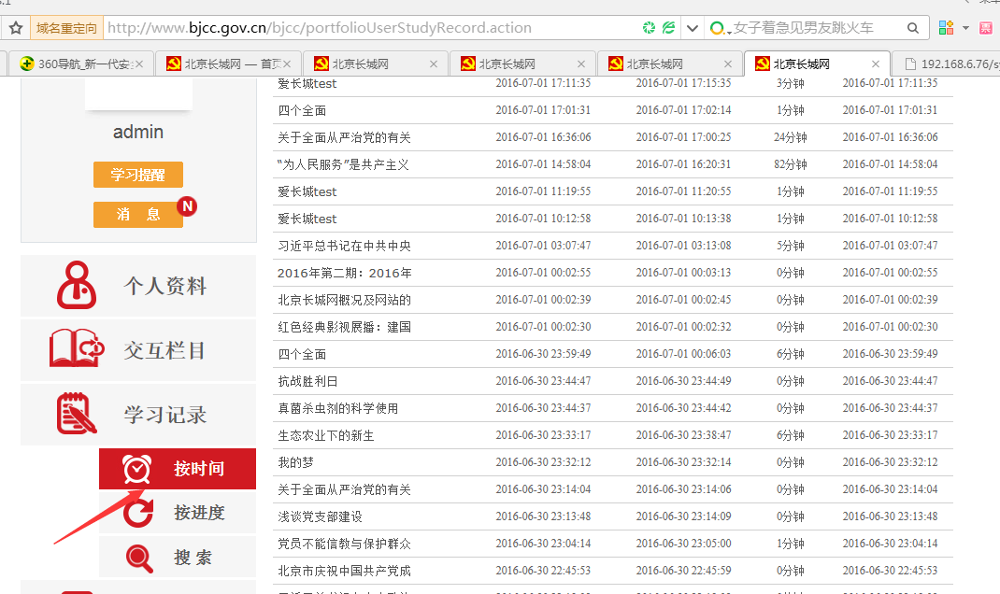 域名重定向 http://www.bjcc.gov.cn/bjcc/portfolioUserStudyRecord.action 女子着急见男友跳火车
360导航_新一代安 北京长城网 — 首页 北京长城网 北京长城网 北京长城网 北京长城网 192.168.6.76/s
admin
学习提醒
消 息 N
个人资料
交互栏目
学习记录
按时间
按进度
搜 索
爱长城test 2016-07-01 17:11:35 2016-07-01 17:15:35 3分钟 2016-07-01 17:11:35
四个全面 2016-07-01 17:01:31 2016-07-01 17:02:14 1分钟 2016-07-01 17:01:31
关于全面从严治党的有关 2016-07-01 16:36:06 2016-07-01 17:00:25 24分钟 2016-07-01 16:36:06
“为人民服务”是共产主义 2016-07-01 14:58:04 2016-07-01 16:20:31 82分钟 2016-07-01 14:58:04
爱长城test 2016-07-01 11:19:55 2016-07-01 11:20:55 1分钟 2016-07-01 11:19:55
爱长城test 2016-07-01 10:12:58 2016-07-01 10:13:38 1分钟 2016-07-01 10:12:58
习近平总书记在中共中央 2016-07-01 03:07:47 2016-07-01 03:13:08 5分钟 2016-07-01 03:07:47
2016年第二期：2016年 2016-07-01 00:02:55 2016-07-01 00:03:13 0分钟 2016-07-01 00:02:55
北京长城网概况及网站的 2016-07-01 00:02:39 2016-07-01 00:02:45 0分钟 2016-07-01 00:02:39
红色经典影视展播：建国 2016-07-01 00:02:30 2016-07-01 00:02:32 0分钟 2016-07-01 00:02:30
四个全面 2016-06-30 23:59:49 2016-07-01 00:06:03 6分钟 2016-06-30 23:59:49
抗战胜利日 2016-06-30 23:44:47 2016-06-30 23:44:49 0分钟 2016-06-30 23:44:47
真菌杀虫剂的科学使用 2016-06-30 23:44:37 2016-06-30 23:44:42 0分钟 2016-06-30 23:44:37
生态农业下的新生 2016-06-30 23:33:17 2016-06-30 23:38:47 6分钟 2016-06-30 23:33:17
我的梦 2016-06-30 23:32:12 2016-06-30 23:32:14 0分钟 2016-06-30 23:32:12
关于全面从严治党的有关 2016-06-30 23:14:04 2016-06-30 23:14:06 0分钟 2016-06-30 23:14:04
浅谈党支部建设 2016-06-30 23:13:48 2016-06-30 23:14:09 0分钟 2016-06-30 23:13:48
党员不能信教与保护群众 2016-06-30 23:04:14 2016-06-30 23:05:00 1分钟 2016-06-30 23:04:14
北京市庆祝中国共产党成 2016-06-30 22:45:53 2016-06-30 22:45:59 0分钟 2016-06-30 22:45:53